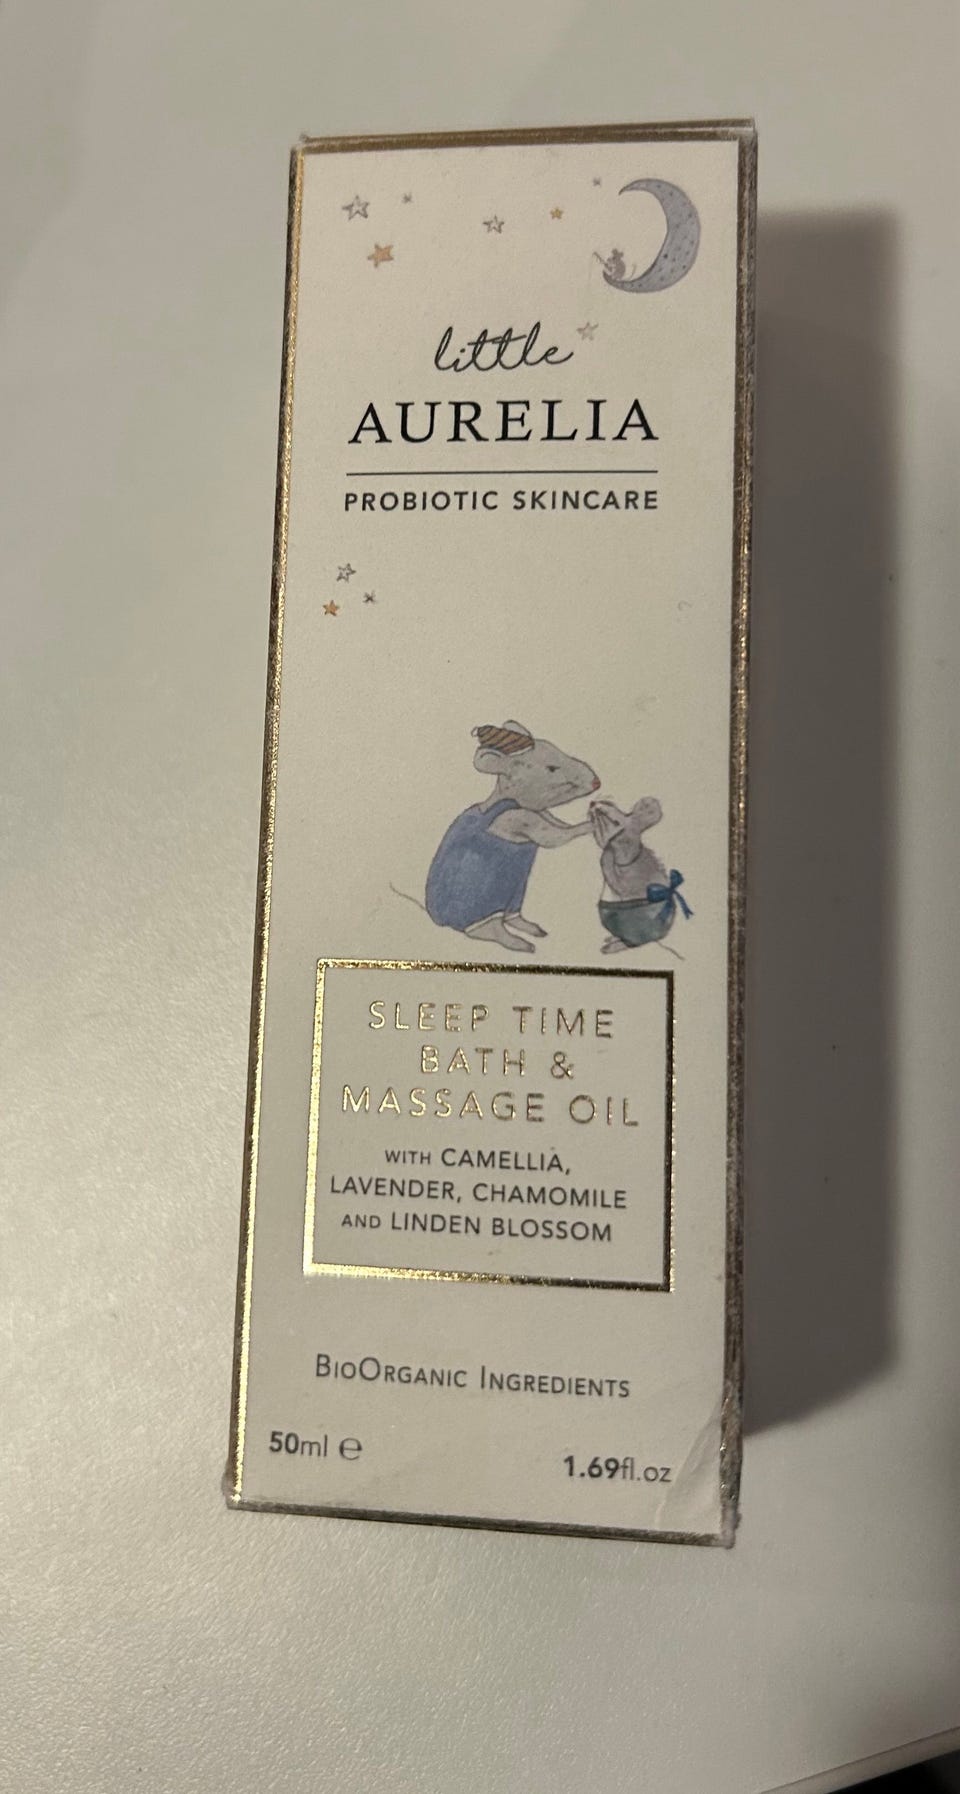 little
AURELIA
PROBIOTIC SKINCARE
SLEEP TIME
BATH &
MASSAGE OIL
WITH CAMELLIA,
LAVENDER, CHAMOMILE
AND LINDEN BLOSSOM
BIOORGANIC INGREDIENTS
50ml ℮
1.69fl.oz